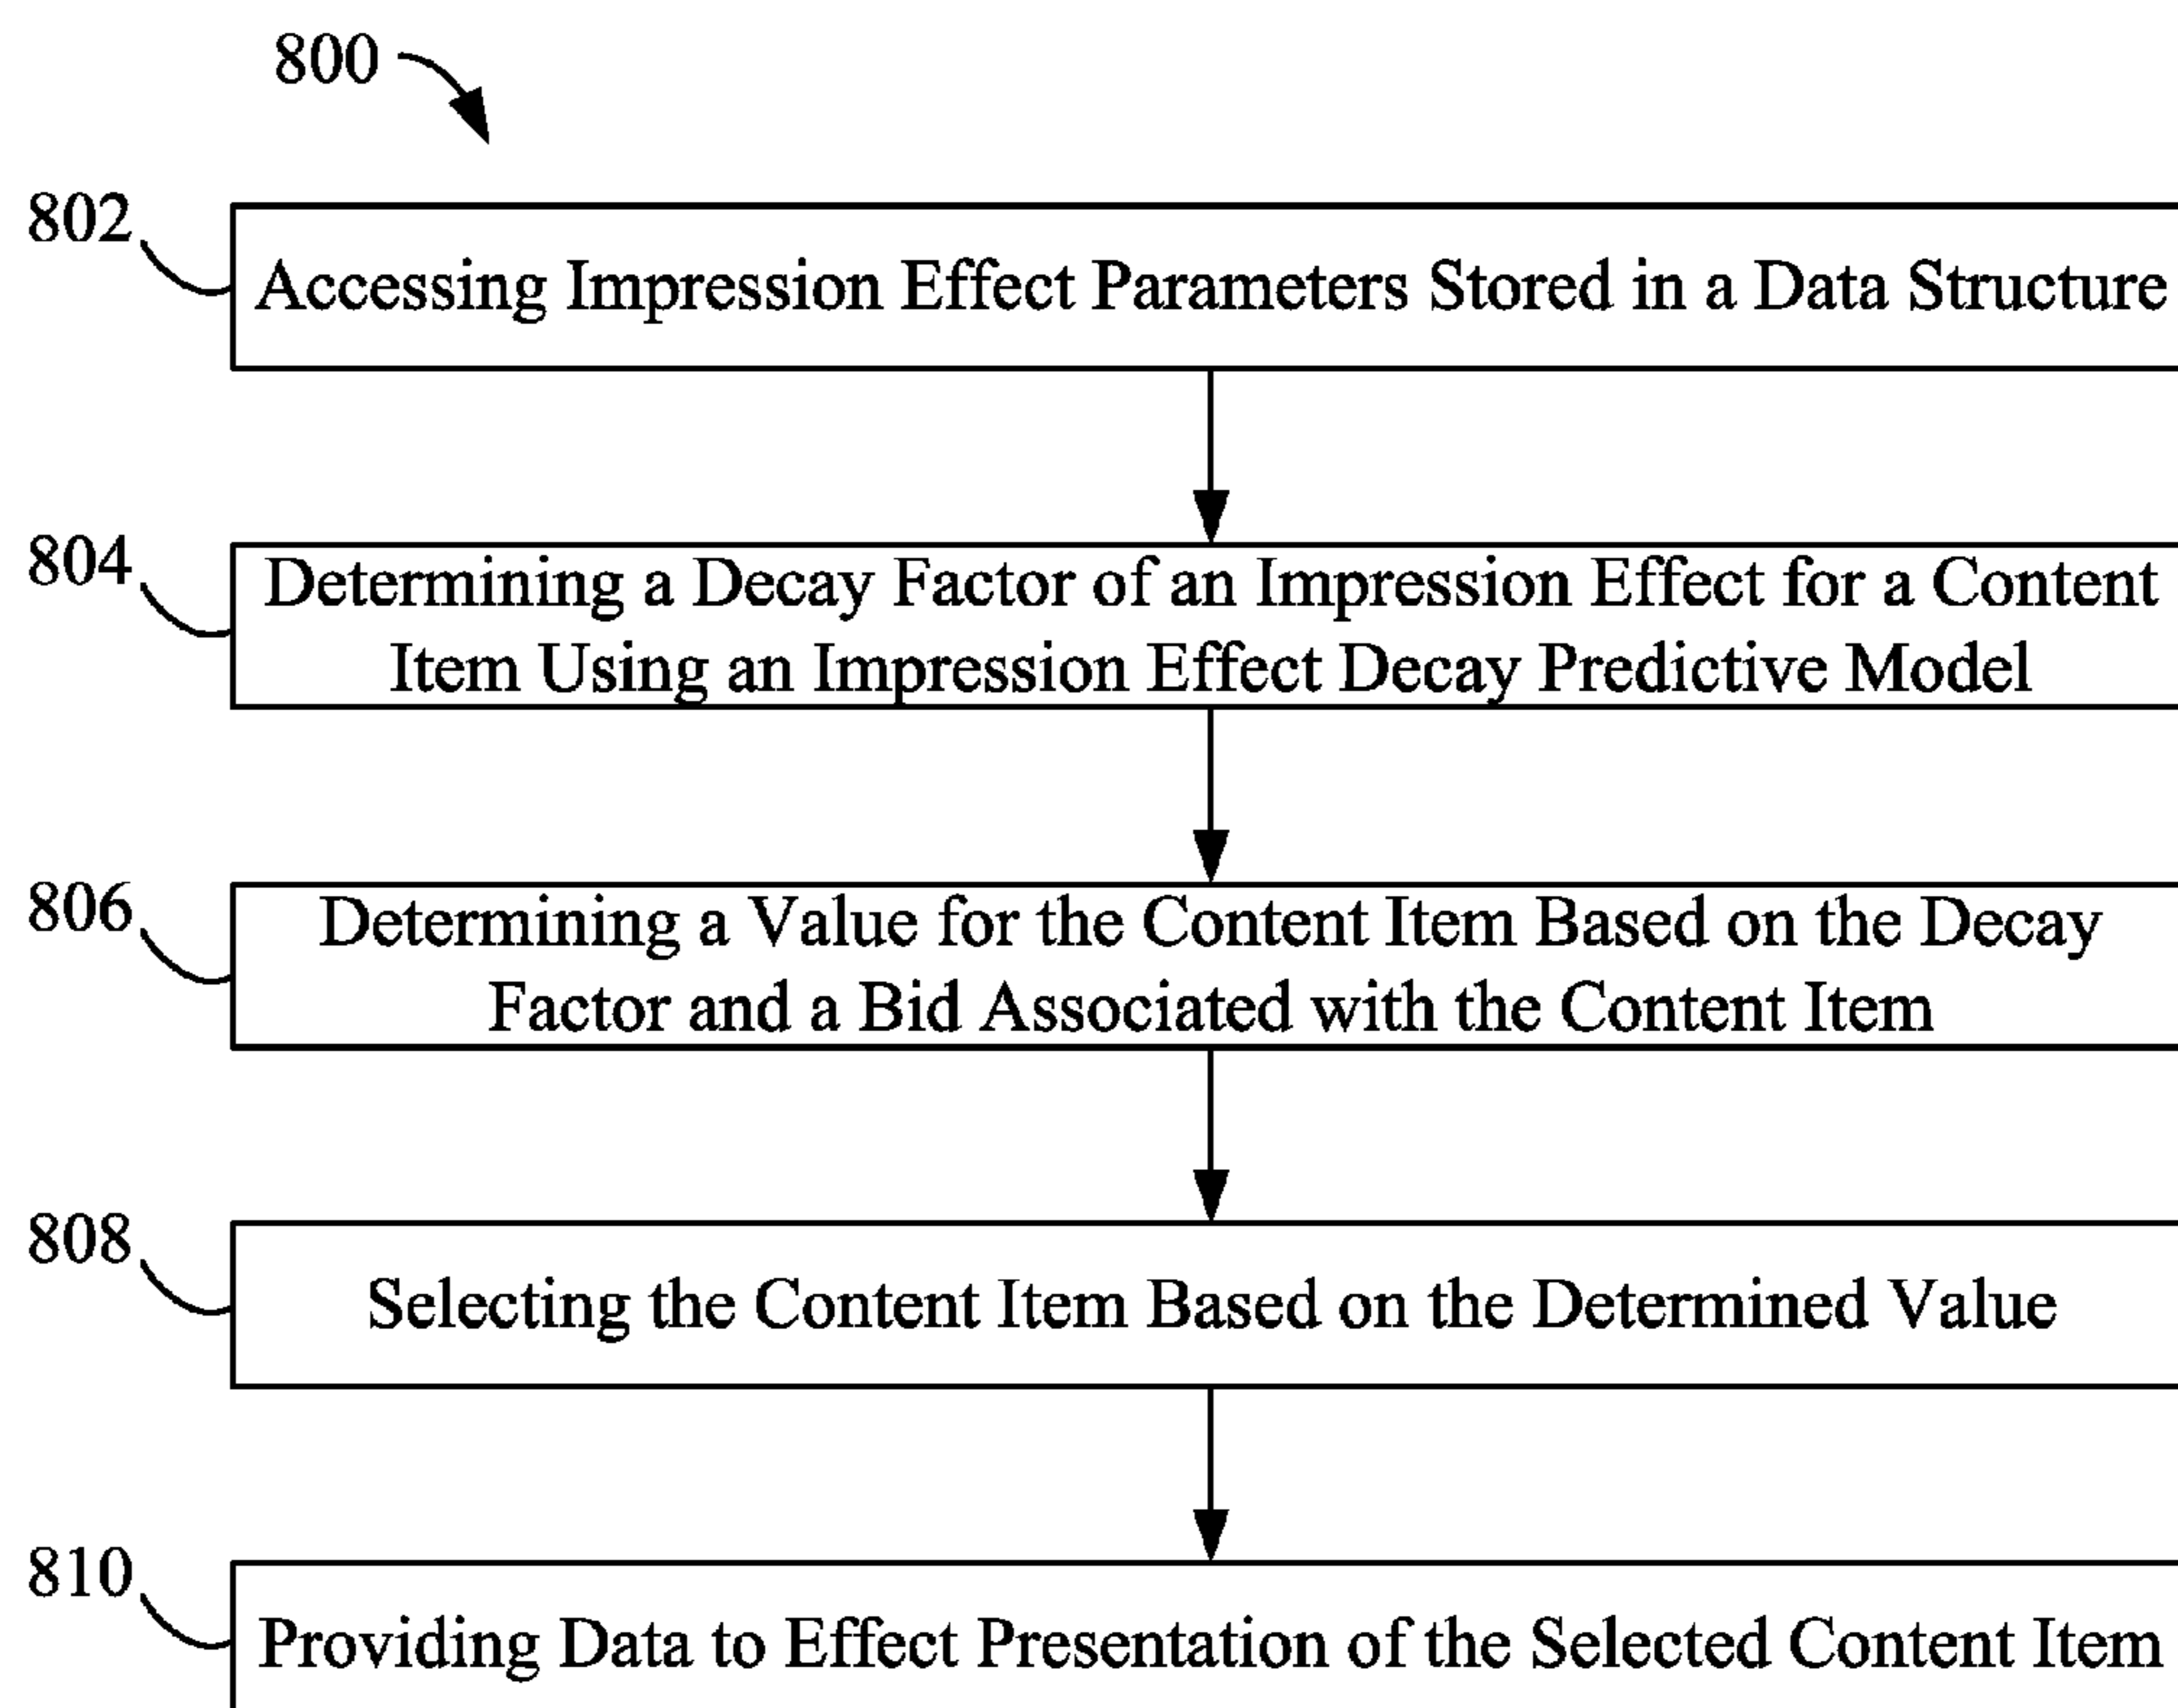 800
802
Accessing Impression Effect Parameters Stored in a Data Structure
804
Determining a Decay Factor of an Impression Effect for a Content
Item Using an Impression Effect Decay Predictive Model
806
Determining a Value for the Content Item Based on the Decay
Factor and a Bid Associated with the Content Item
808
Selecting the Content Item Based on the Determined Value
810
Providing Data to Effect Presentation of the Selected Content Item